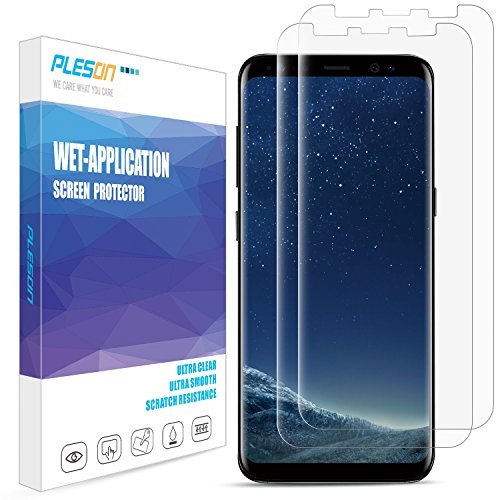 PLESON
WE CARE WHAT YOU CARE
WET-APPLICATION
SCREEN PROTECTOR
PLESON
ULTRA CLEAR
ULTRA SMOOTH
SCRATCH RESISTANCE